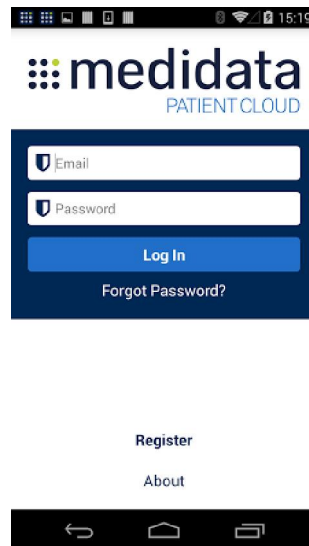 15:19
medidata
PATIENT CLOUD
Email
Password
Log In
Forgot Password?
Register
About